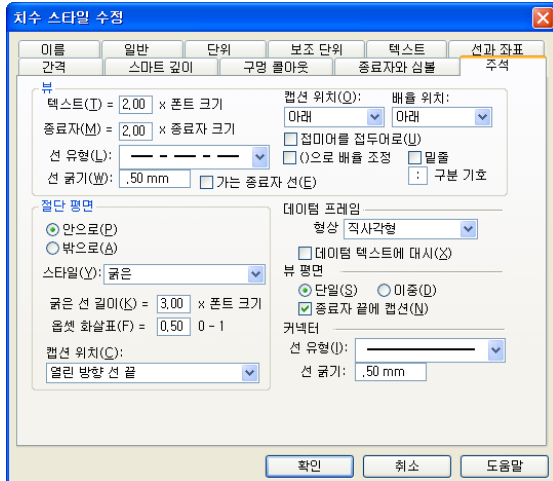 치수 스타일 수정
이름 일반 단위 보조 단위 텍스트 선과 좌표
간격 스마트 깊이 구멍 콜아웃 종료자와 심볼 주석
뷰
텍스트(T) = 2,00 x 폰트 크기
종료자(M) = 2,00 x 종료자 크기
선 유형(L):
선 굵기(W): ,50 mm 가는 종료자 선(E)
캡션 위치(O): 배율 위치:
아래 아래
접미어를 접두어로(U)
()으로 배율 조정 밑줄
: 구분 기호
절단 평면
안으로(P)
밖으로(A)
스타일(Y): 굵은
굵은 선 길이(K) = 3,00 x 폰트 크기
옵셋 화살표(F) = 0,50 0 - 1
캡션 위치(C):
열린 방향 선 끝
데이텀 프레임
형상 직사각형
데이텀 텍스트에 대시(X)
뷰 평면
단일(S) 이중(D)
종료자 끝에 캡션(N)
커넥터
선 유형(I):
선 굵기: ,50 mm
확인 취소 도움말